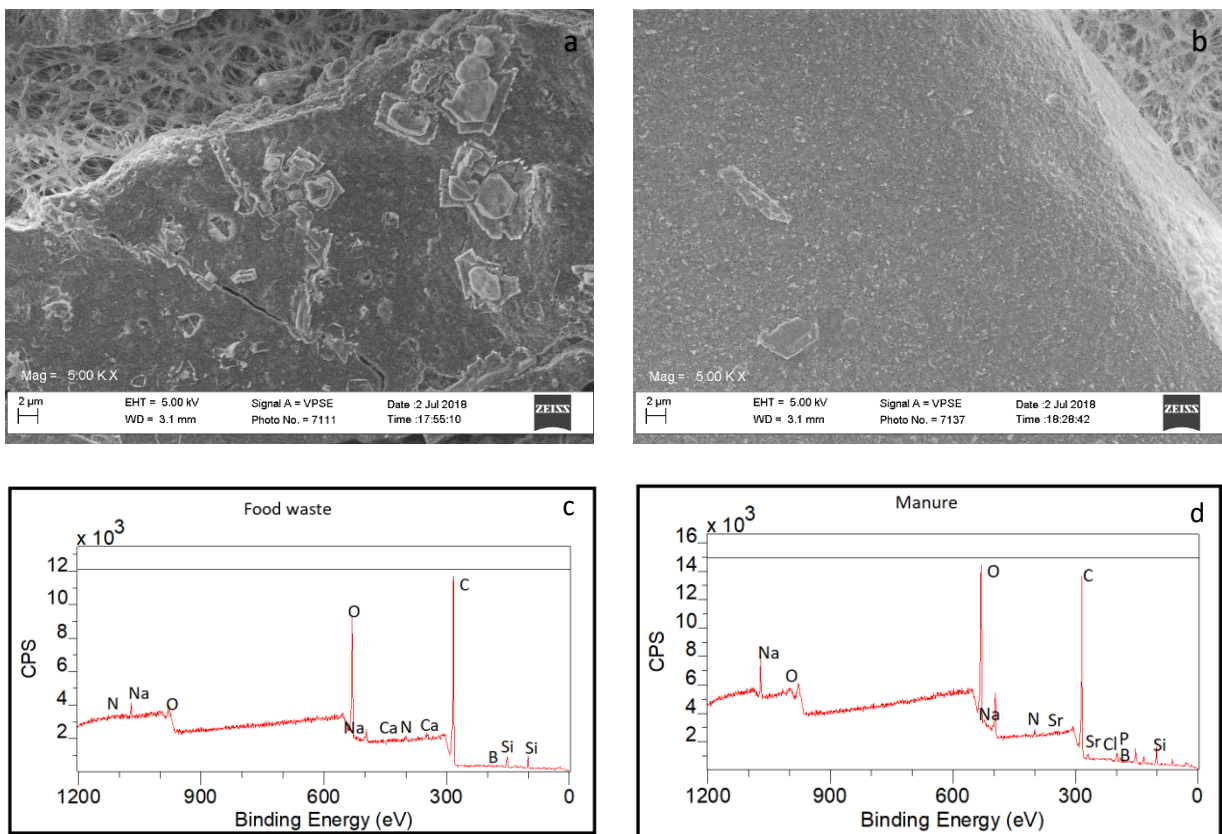 a
Mag = 5.00 K X
2 µm
EHT = 5.00 kV
WD = 3.1 mm
Signal A = VPSE
Photo No. = 7111
Date :2 Jul 2018
Time :17:55:10
ZEISS
b
Mag = 5.00 K X
2 µm
EHT = 5.00 kV
WD = 3.1 mm
Signal A = VPSE
Photo No. = 7137
Date :2 Jul 2018
Time :18:28:42
ZEISS
Food waste
c
x 10³
12
10
8
6
4
2
CPS
N Na O O Na Ca N Ca C B Si Si
1200 900 600 300 0
Binding Energy (eV)
Manure
d
x 10³
16
14
12
10
8
6
4
2
CPS
Na O O Na N Sr C Sr Cl P B Si
1200 900 600 300 0
Binding Energy (eV)